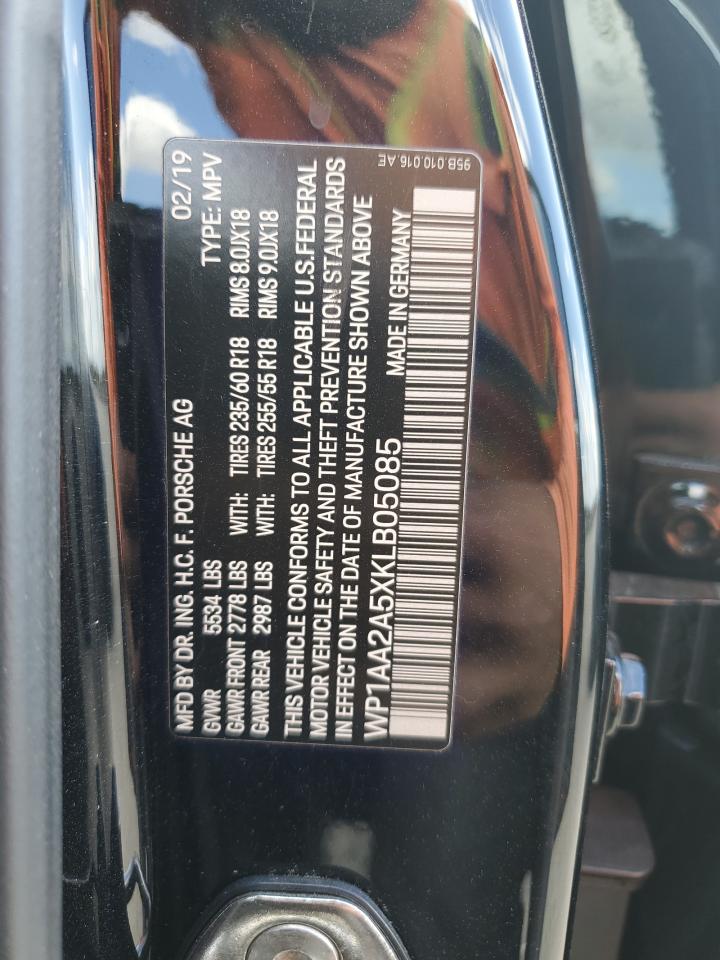 MFD BY DR. ING. H.C. F. PORSCHE AG 02/19
GVWR 5534 LBS TYPE: MPV
GAWR FRONT 2778 LBS WITH: TIRES 235/60 R18 RIMS 8.0JX18
GAWR REAR 2987 LBS WITH: TIRES 255/55 R18 RIMS 9.0JX18
THIS VEHICLE CONFORMS TO ALL APPLICABLE U.S. FEDERAL
MOTOR VEHICLE SAFETY AND THEFT PREVENTION STANDARDS
IN EFFECT ON THE DATE OF MANUFACTURE SHOWN ABOVE
WP1AA2A5XKLB05085 MADE IN GERMANY
95B.010.016.AE